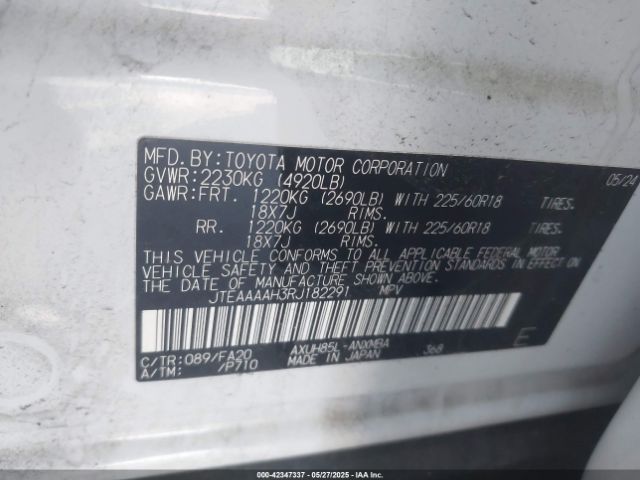 MFD.BY:TOYOTA MOTOR CORPORATION 05/24
GVWR:2230KG (4920LB)
GAWR:FRT. 1220KG (2690LB) WITH 225/60R18 TIRES.
18X7J RIMS.
RR. 1220KG (2690LB) WITH 225/60R18 TIRES.
18X7J RIMS.
THIS VEHICLE CONFORMS TO ALL APPLICABLE FEDERAL MOTOR
VEHICLE SAFETY AND THEFT PREVENTION STANDARDS IN EFFECT ON
THE DATE OF MANUFACTURE SHOWN ABOVE.
JTEAAAAH3RJ182291 MPV
E
AXUH85L-ANXMBA 368
C/TR:089/FA20 MADE IN JAPAN
A/TM: /P710
000-42347337 - 05/27/2025 - IAA Inc.